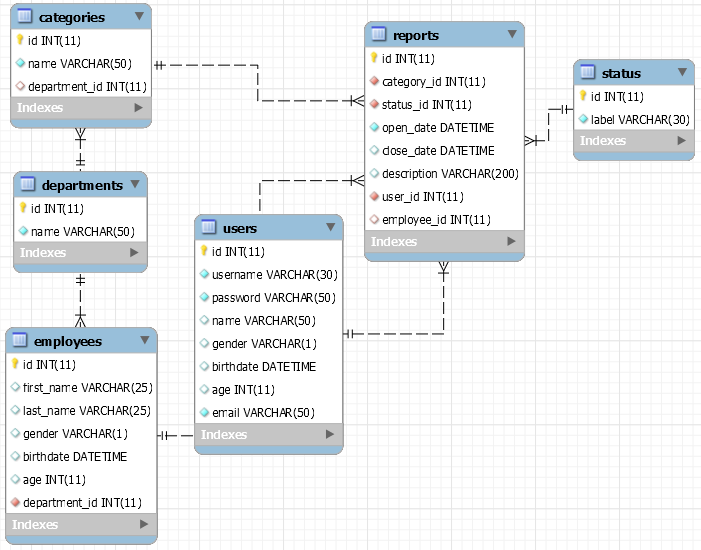 categories
id INT(11)
name VARCHAR(50)
department_id INT(11)
Indexes
departments
id INT(11)
name VARCHAR(50)
Indexes
employees
id INT(11)
first_name VARCHAR(25)
last_name VARCHAR(25)
gender VARCHAR(1)
birthdate DATETIME
age INT(11)
department_id INT(11)
Indexes
users
id INT(11)
username VARCHAR(30)
password VARCHAR(50)
name VARCHAR(50)
gender VARCHAR(1)
birthdate DATETIME
age INT(11)
email VARCHAR(50)
Indexes
reports
id INT(11)
category_id INT(11)
status_id INT(11)
open_date DATETIME
close_date DATETIME
description VARCHAR(200)
user_id INT(11)
employee_id INT(11)
Indexes
status
id INT(11)
label VARCHAR(30)
Indexes